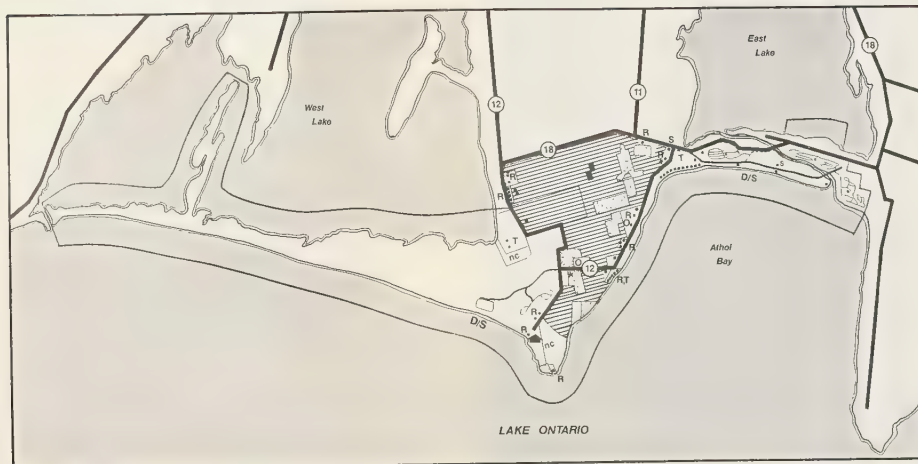 East
Lake
18
West
Lake
12
11
18
R
S
R
T
S
R
R
D/S
R
O
T
R
nc
Athol
Bay
O
12
R,T
D/S
R
R
nc
R
LAKE ONTARIO